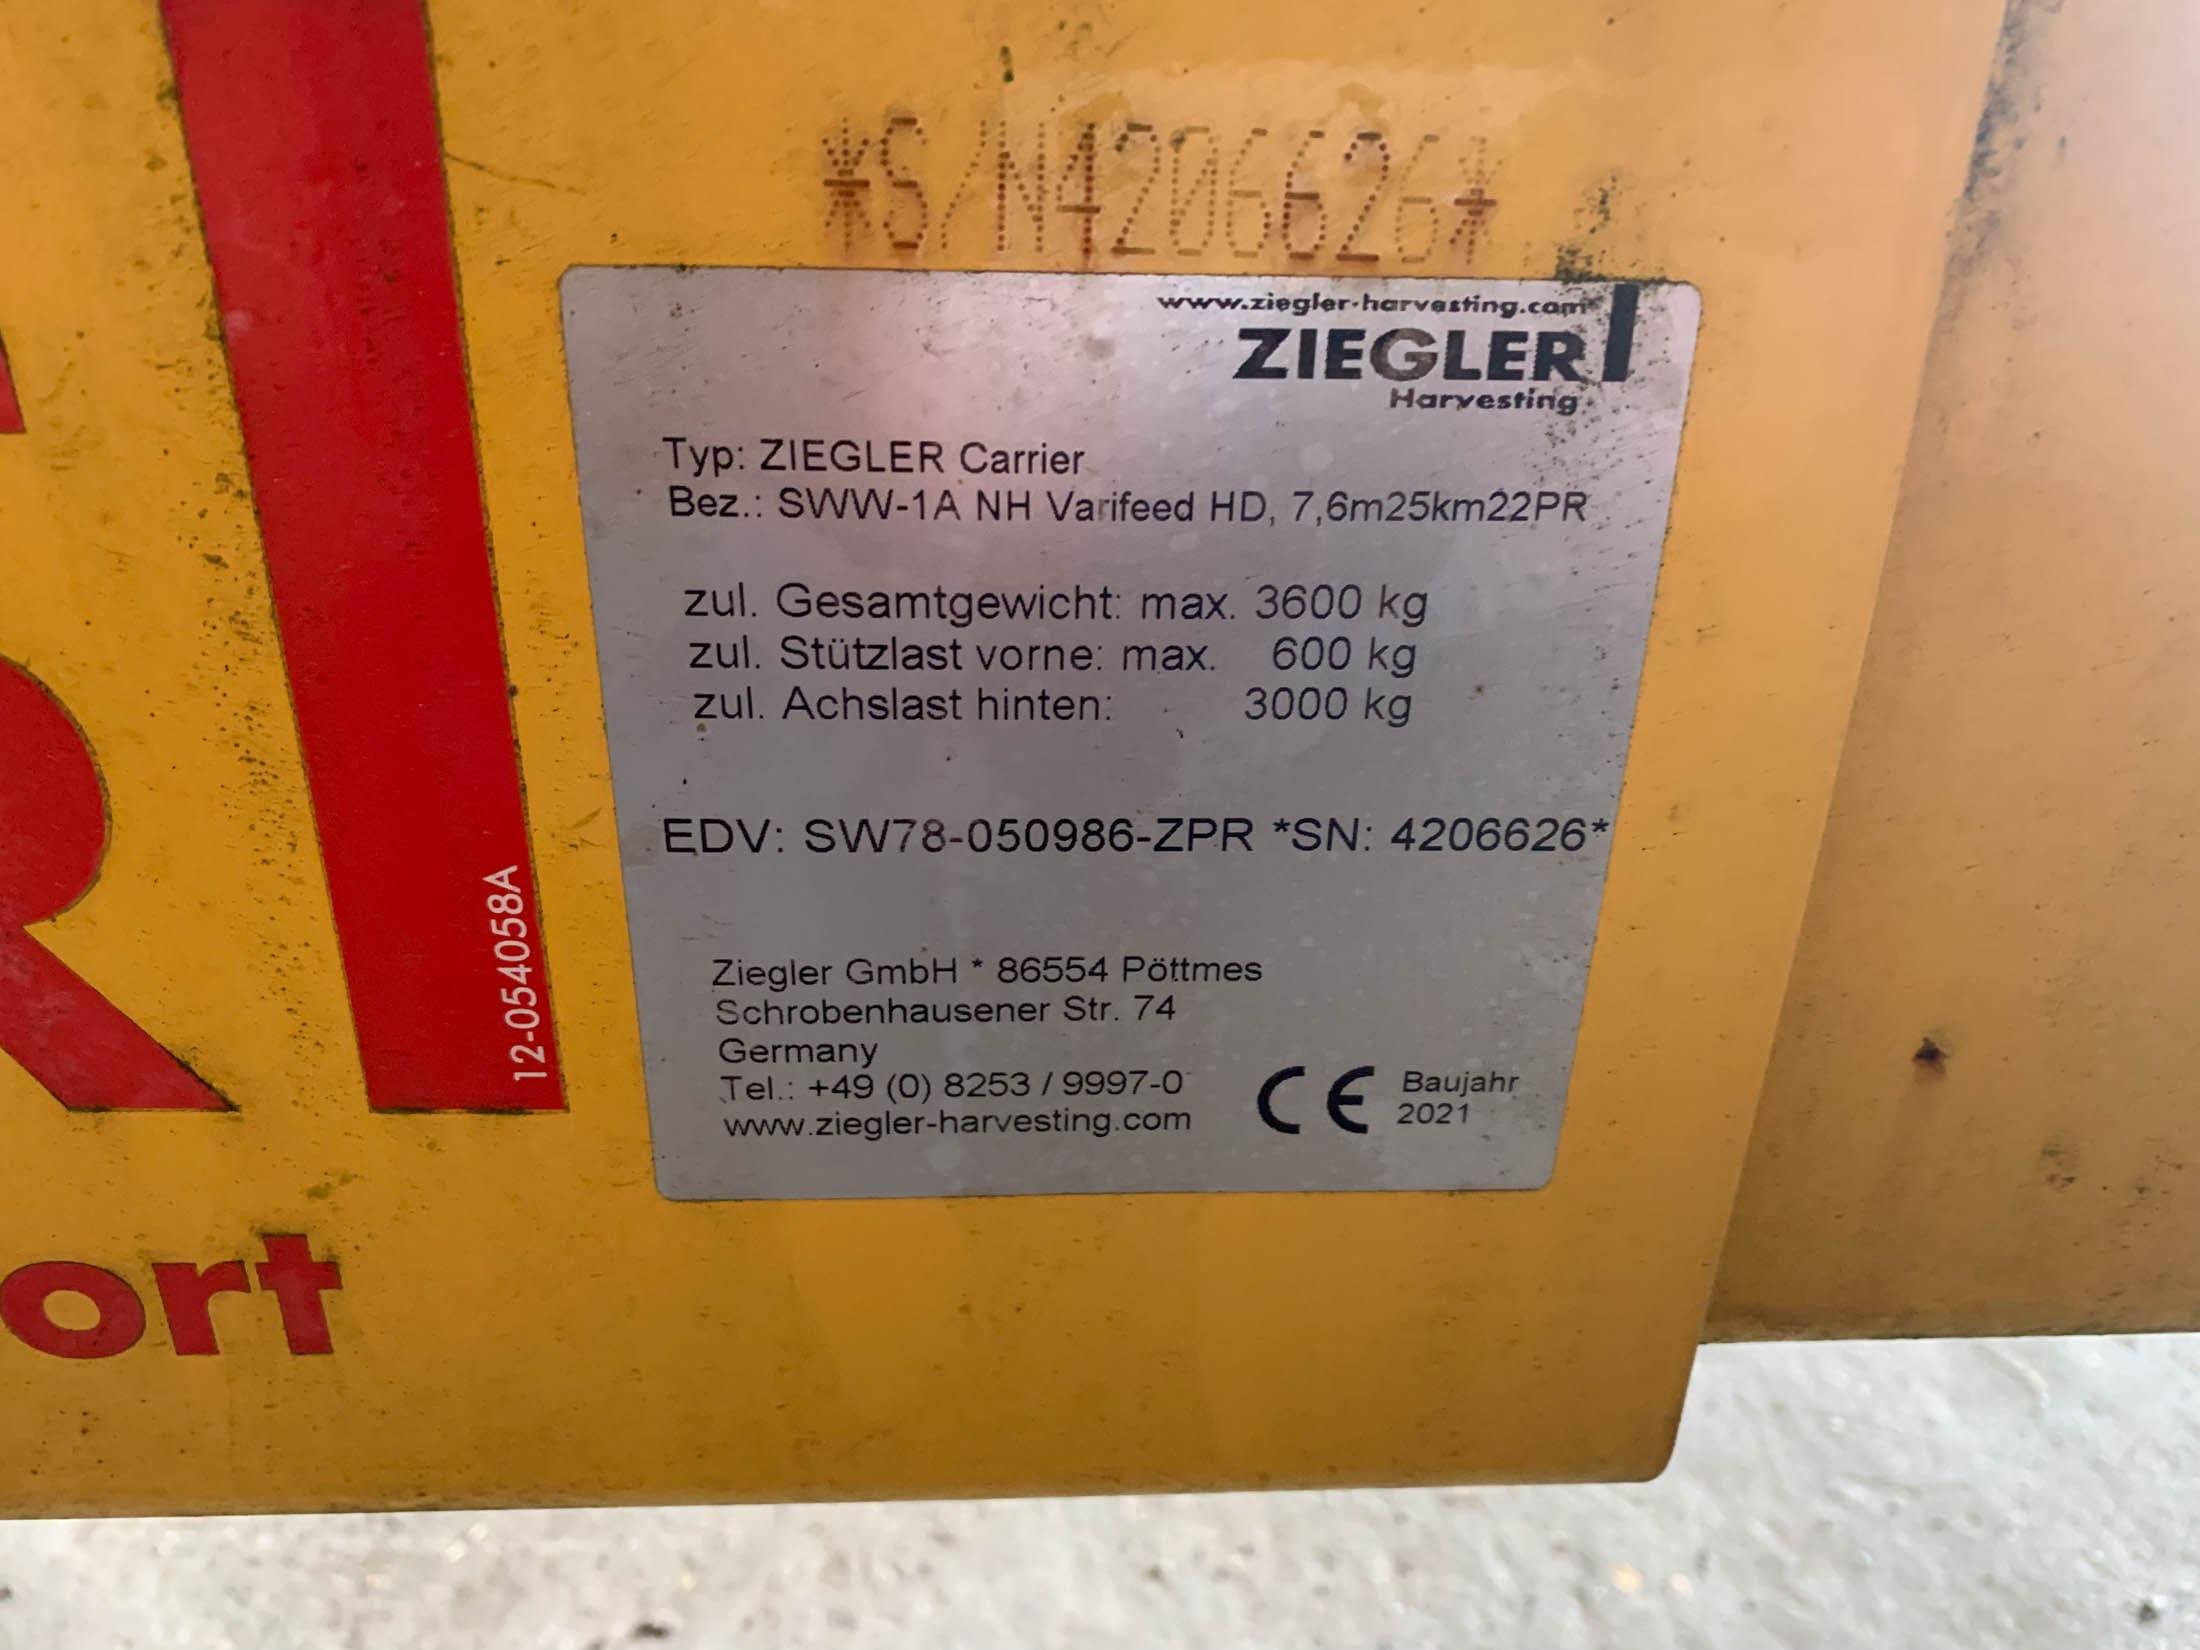 *S/N4206626*
www.ziegler-harvesting.com
ZIEGLER
Harvesting
Typ: ZIEGLER Carrier
Bez.: SWW-1A NH Varifeed HD, 7,6m25km22PR
zul. Gesamtgewicht: max. 3600 kg
zul. Stützlast vorne: max. 600 kg
zul. Achslast hinten: 3000 kg
EDV: SW78-050986-ZPR *SN: 4206626*
Ziegler GmbH * 86554 Pöttmes
Schrobenhausener Str. 74
Germany
Tel.: +49 (0) 8253 / 9997-0
www.ziegler-harvesting.com
CE Baujahr
2021
12-054058A
R
ort